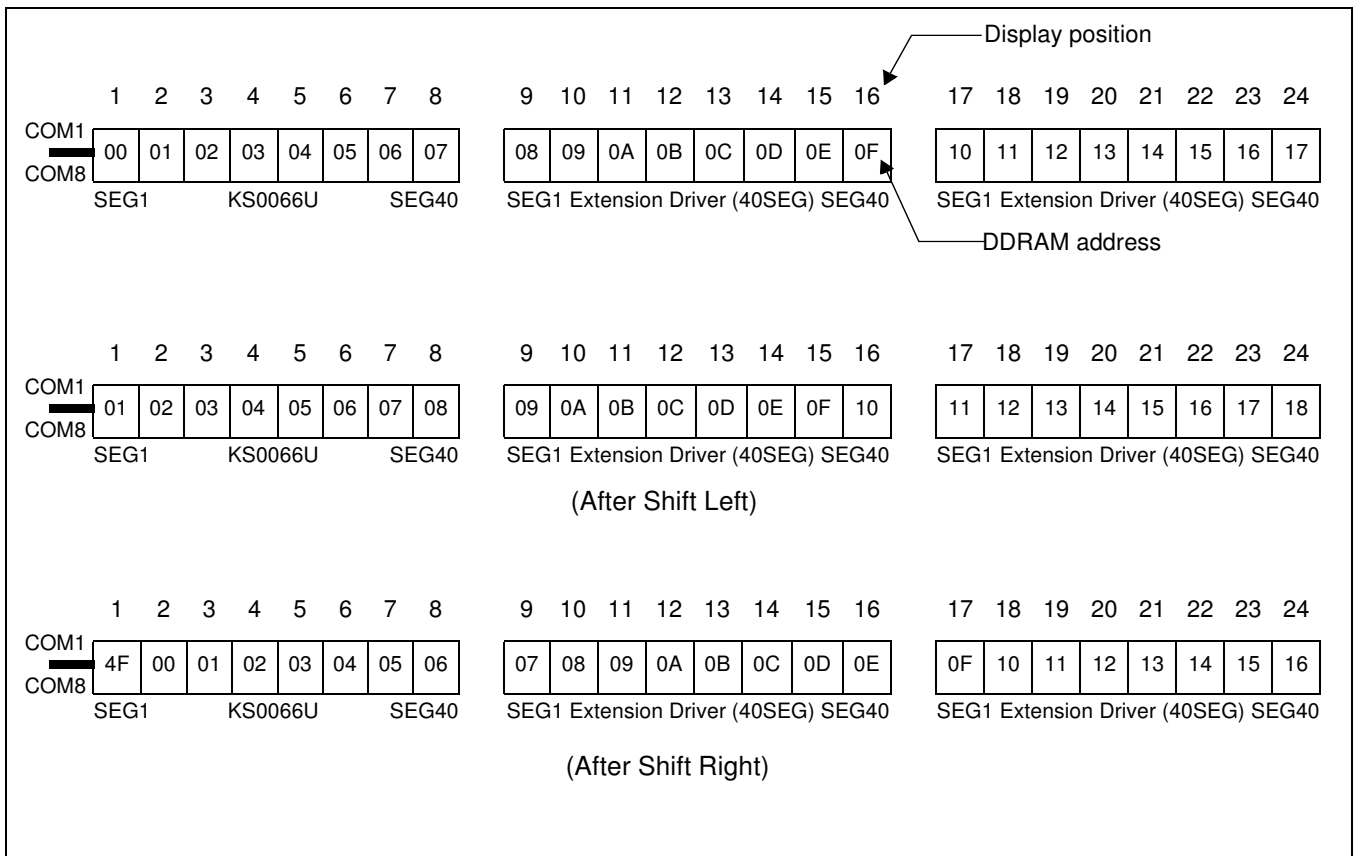 Display position
1 2 3 4 5 6 7 8 9 10 11 12 13 14 15 16 17 18 19 20 21 22 23 24
COM1
00 01 02 03 04 05 06 07 08 09 0A 0B 0C 0D 0E 0F 10 11 12 13 14 15 16 17
COM8
SEG1 KS0066U SEG40 SEG1 Extension Driver (40SEG) SEG40 SEG1 Extension Driver (40SEG) SEG40
DDRAM address
1 2 3 4 5 6 7 8 9 10 11 12 13 14 15 16 17 18 19 20 21 22 23 24
COM1
01 02 03 04 05 06 07 08 09 0A 0B 0C 0D 0E 0F 10 11 12 13 14 15 16 17 18
COM8
SEG1 KS0066U SEG40 SEG1 Extension Driver (40SEG) SEG40 SEG1 Extension Driver (40SEG) SEG40
(After Shift Left)
1 2 3 4 5 6 7 8 9 10 11 12 13 14 15 16 17 18 19 20 21 22 23 24
COM1
4F 00 01 02 03 04 05 06 07 08 09 0A 0B 0C 0D 0E 0F 10 11 12 13 14 15 16
COM8
SEG1 KS0066U SEG40 SEG1 Extension Driver (40SEG) SEG40 SEG1 Extension Driver (40SEG) SEG40
(After Shift Right)